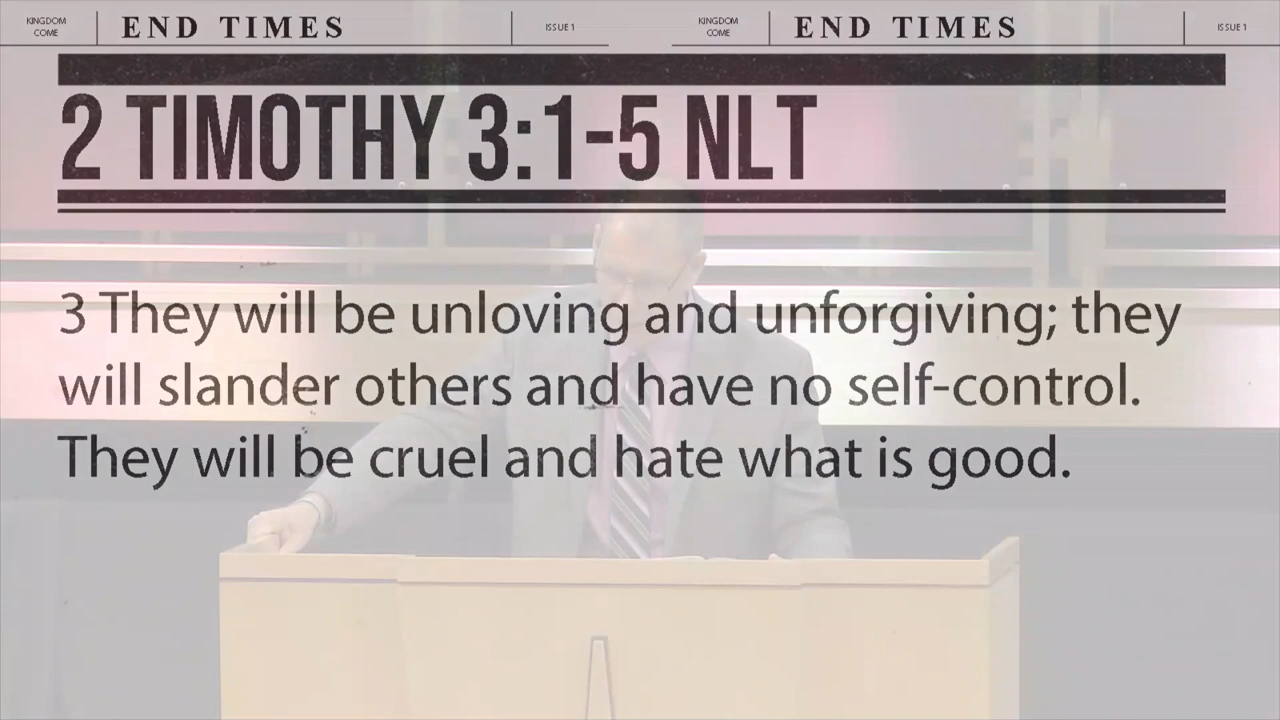 KINGDOM
COME
END TIMES
ISSUE 1
KINGDOM
COME
END TIMES
ISSUE 1
2 TIMOTHY 3:1-5 NLT
3 They will be unloving and unforgiving; they
will slander others and have no self-control.
They will be cruel and hate what is good.